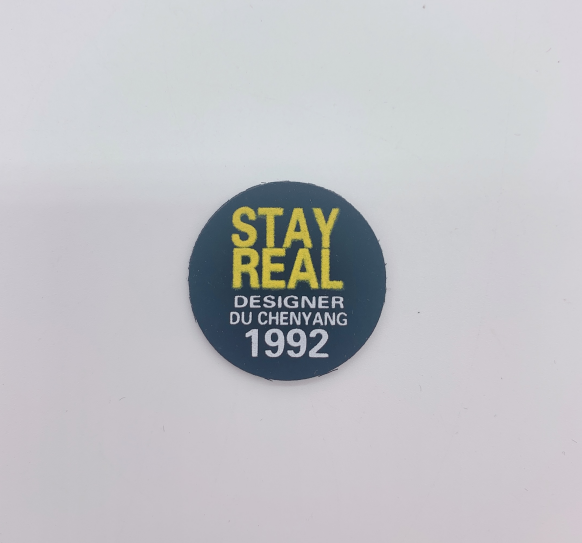 STAY
REAL
DESIGNER
DU CHENYANG
1992